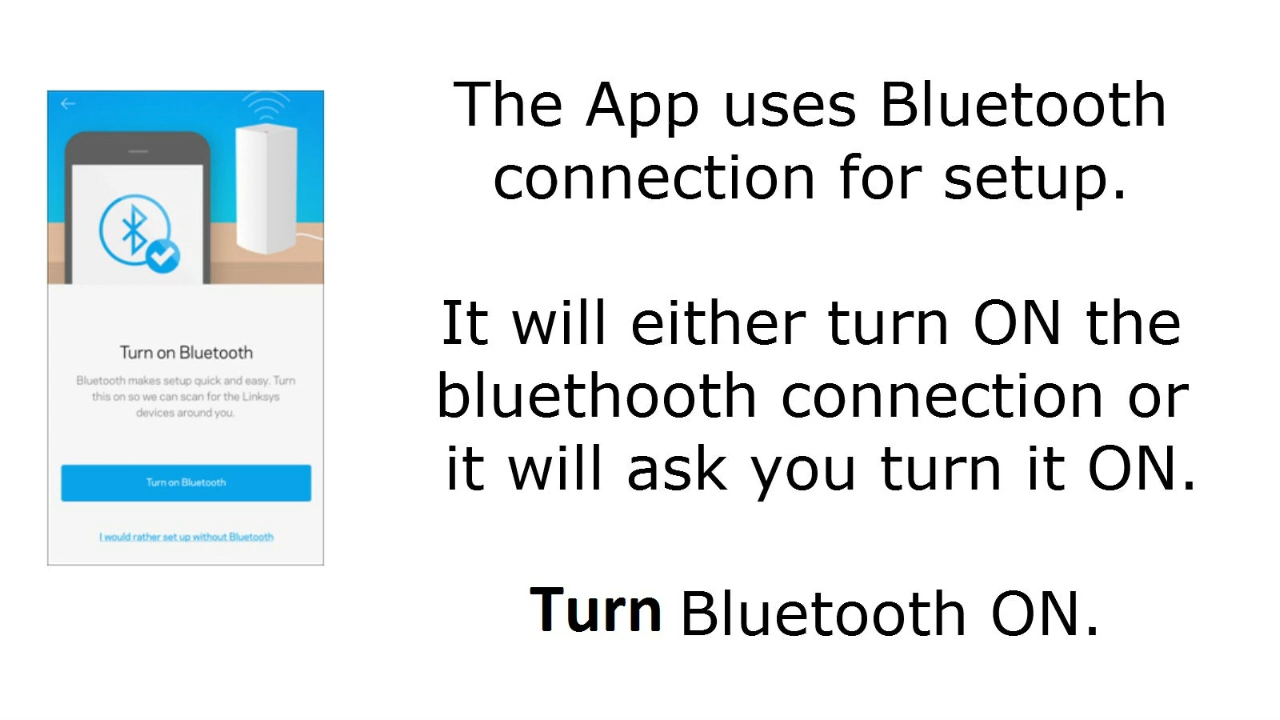 Turn on Bluetooth
Bluetooth makes setup quick and easy. Turn
this on so we can scan for the Linksys
devices around you.
Turn on Bluetooth
I would rather set up without Bluetooth
The App uses Bluetooth
connection for setup.
It will either turn ON the
bluethooth connection or
it will ask you turn it ON.
Turn Bluetooth ON.